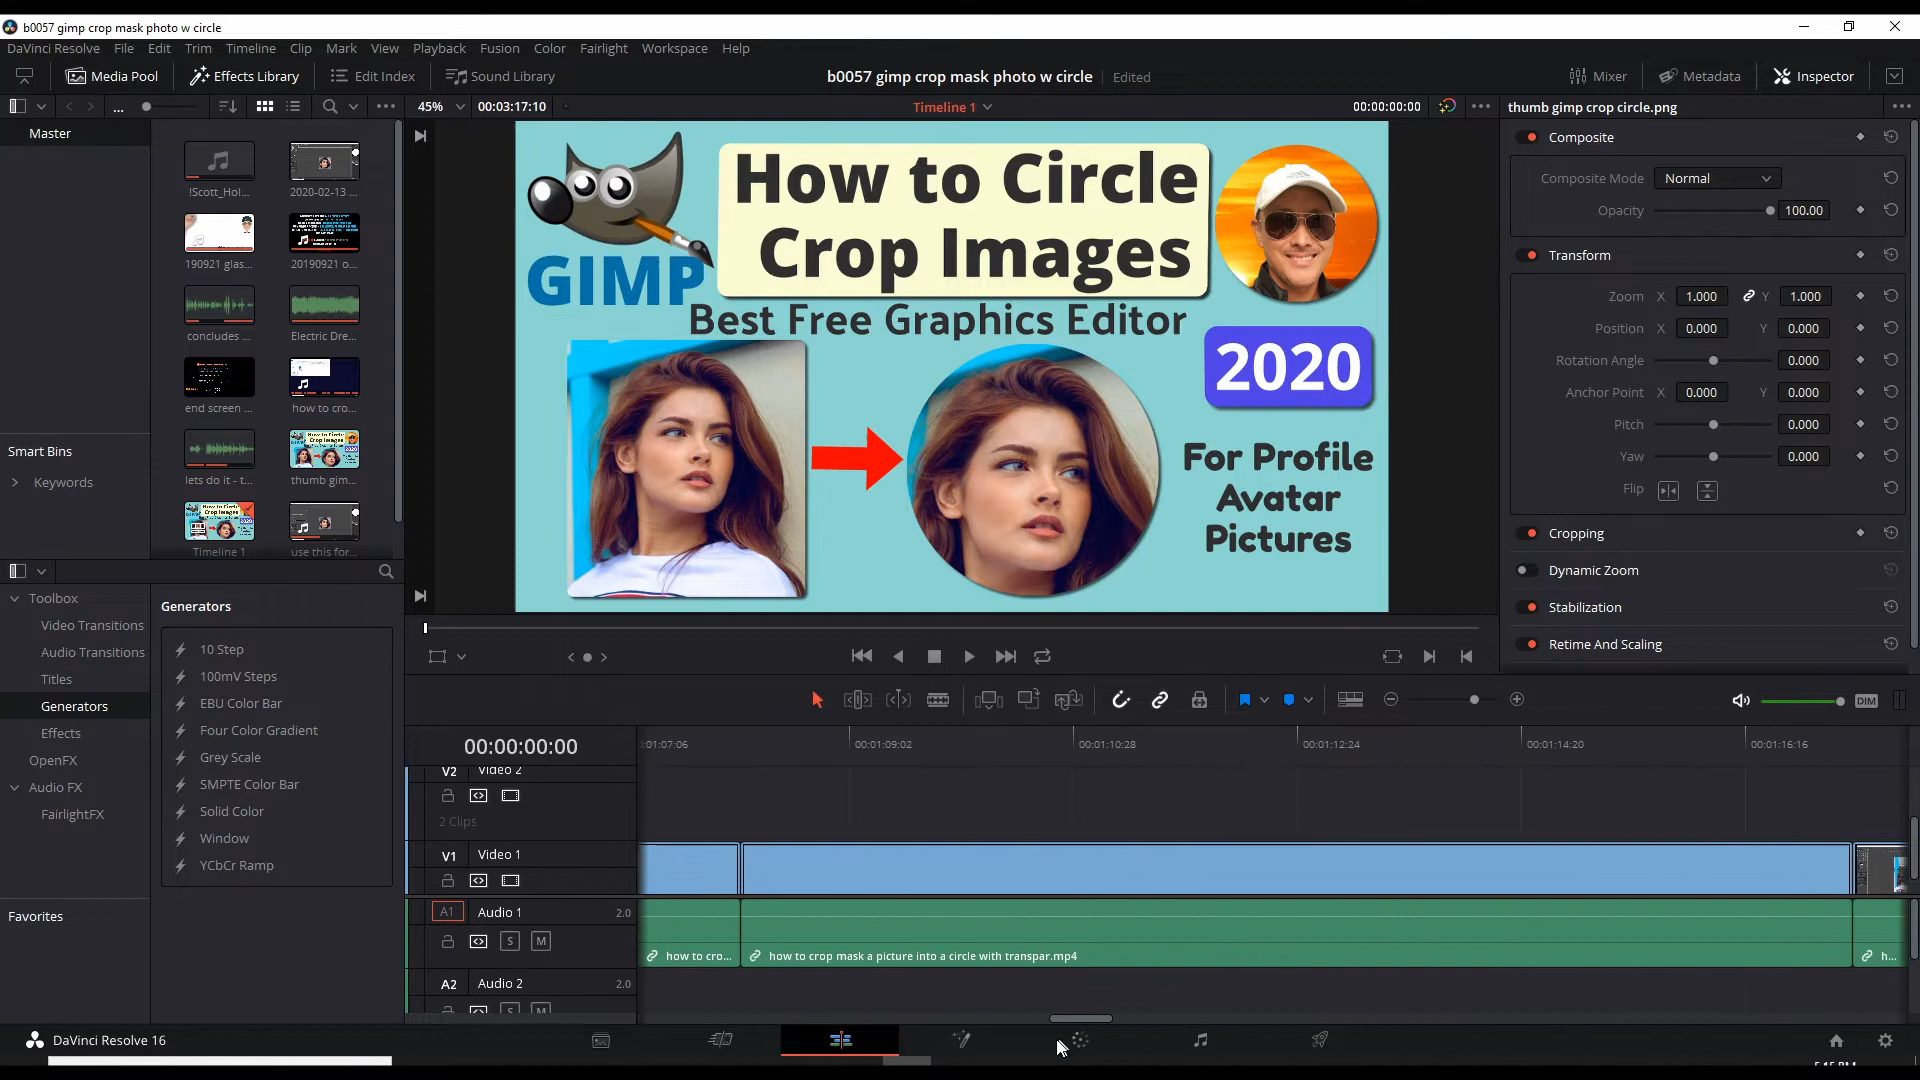 b0057 gimp crop mask photo w circle
DaVinci Resolve File Edit Trim Timeline Clip Mark View Playback Fusion Color Fairlight Workspace Help
Media Pool Effects Library Edit Index Sound Library b0057 gimp crop mask photo w circle Edited Mixer Metadata Inspector
... 45% 00:03:17:10 Timeline 1 00:00:00:00 thumb gimp crop circle.png
Master
!Scott_Hol... 2020-02-13 ...
190921 glas... 20190921 o...
concludes ... Electric Dre...
end screen ... how to cro...
lets do it - t... thumb gim...
Timeline 1 use this for...
Smart Bins
Keywords
GIMP
How to Circle
Crop Images
Best Free Graphics Editor
2020
For Profile
Avatar
Pictures
Composite
Composite Mode Normal
Opacity 100.00
Transform
Zoom X 1.000 Y 1.000
Position X 0.000 Y 0.000
Rotation Angle 0.000
Anchor Point X 0.000 Y 0.000
Pitch 0.000
Yaw 0.000
Flip
Cropping
Dynamic Zoom
Stabilization
Retime And Scaling
Toolbox
Video Transitions
Audio Transitions
Titles
Generators
Effects
OpenFX
Audio FX
FairlightFX
Favorites
Generators
10 Step
100mV Steps
EBU Color Bar
Four Color Gradient
Grey Scale
SMPTE Color Bar
Solid Color
Window
YCbCr Ramp
DIM
00:00:00:00 01:07:06 00:01:09:02 00:01:10:28 00:01:12:24 00:01:14:20 00:01:16:16
V2 Video 2
2 Clips
V1 Video 1
A1 Audio 1 2.0
S M
how to cro... how to crop mask a picture into a circle with transpar.mp4 h...
A2 Audio 2 2.0
S M
DaVinci Resolve 16